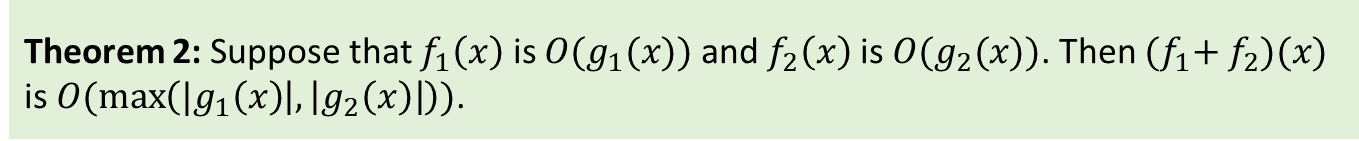 Theorem 2: Suppose that f₁(x) is O(g₁(x)) and f₂(x) is O(g₂(x)). Then (f₁+ f₂)(x)
is O(max(|g₁(x)|, |g₂(x)|)).